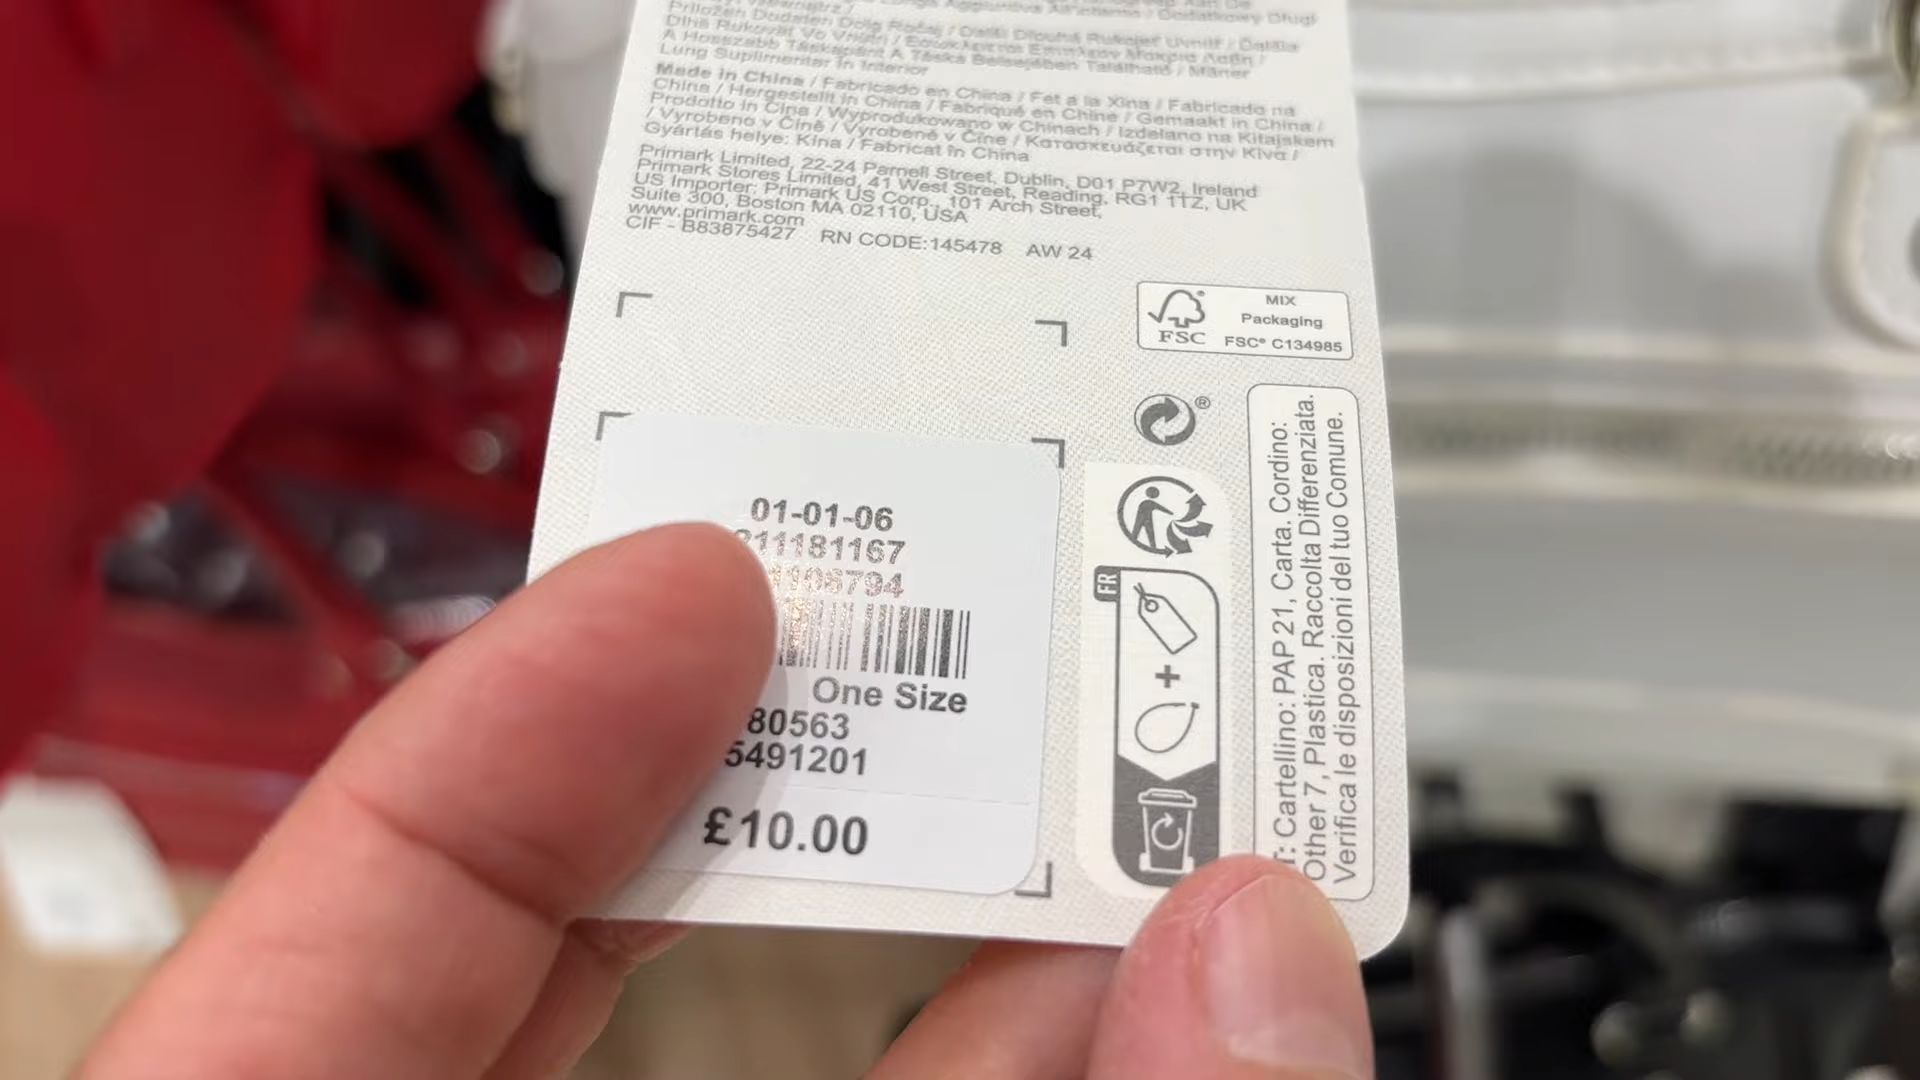 Lung Suplimentar În Interior
Made in China / Fabricado en China / Fet a la Xina / Fabricado na
China / Hergestellt in China / Fabriqué en Chine / Gemaakt in China /
Prodotto in Cina / Wyprodukowano w Chinach / Izdelano na Kitajskem
/ Vyrobeno v Číně / Vyrobené v Číne / Κατασκευάζεται στην Κίνα /
Gyártás helye: Kína / Fabricat în China
Primark Limited, 22-24 Parnell Street, Dublin, D01 P7W2, Ireland
Primark Stores Limited, 41 West Street, Reading, RG1 1TZ, UK
US Importer: Primark US Corp., 101 Arch Street,
Suite 300, Boston MA 02110, USA
www.primark.com
CIF - B83875427 RN CODE:145478 AW 24
MIX
Packaging
FSC® C134985
FSC
®
01-01-06
11181167
106794
One Size
80563
5491201
£10.00
FR
Cartellino: PAP 21, Carta. Cordino:
Other 7, Plastica. Raccolta Differenziata.
Verifica le disposizioni del tuo Comune.